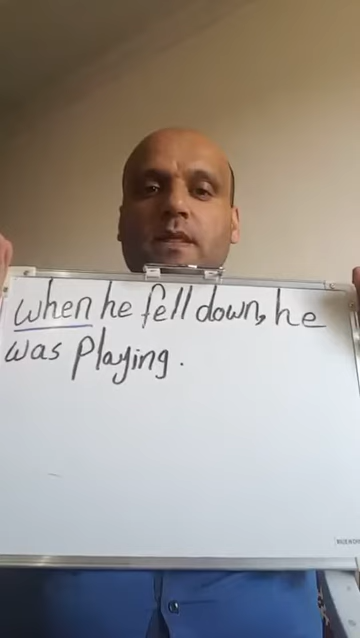 when he fell down, he
was playing.